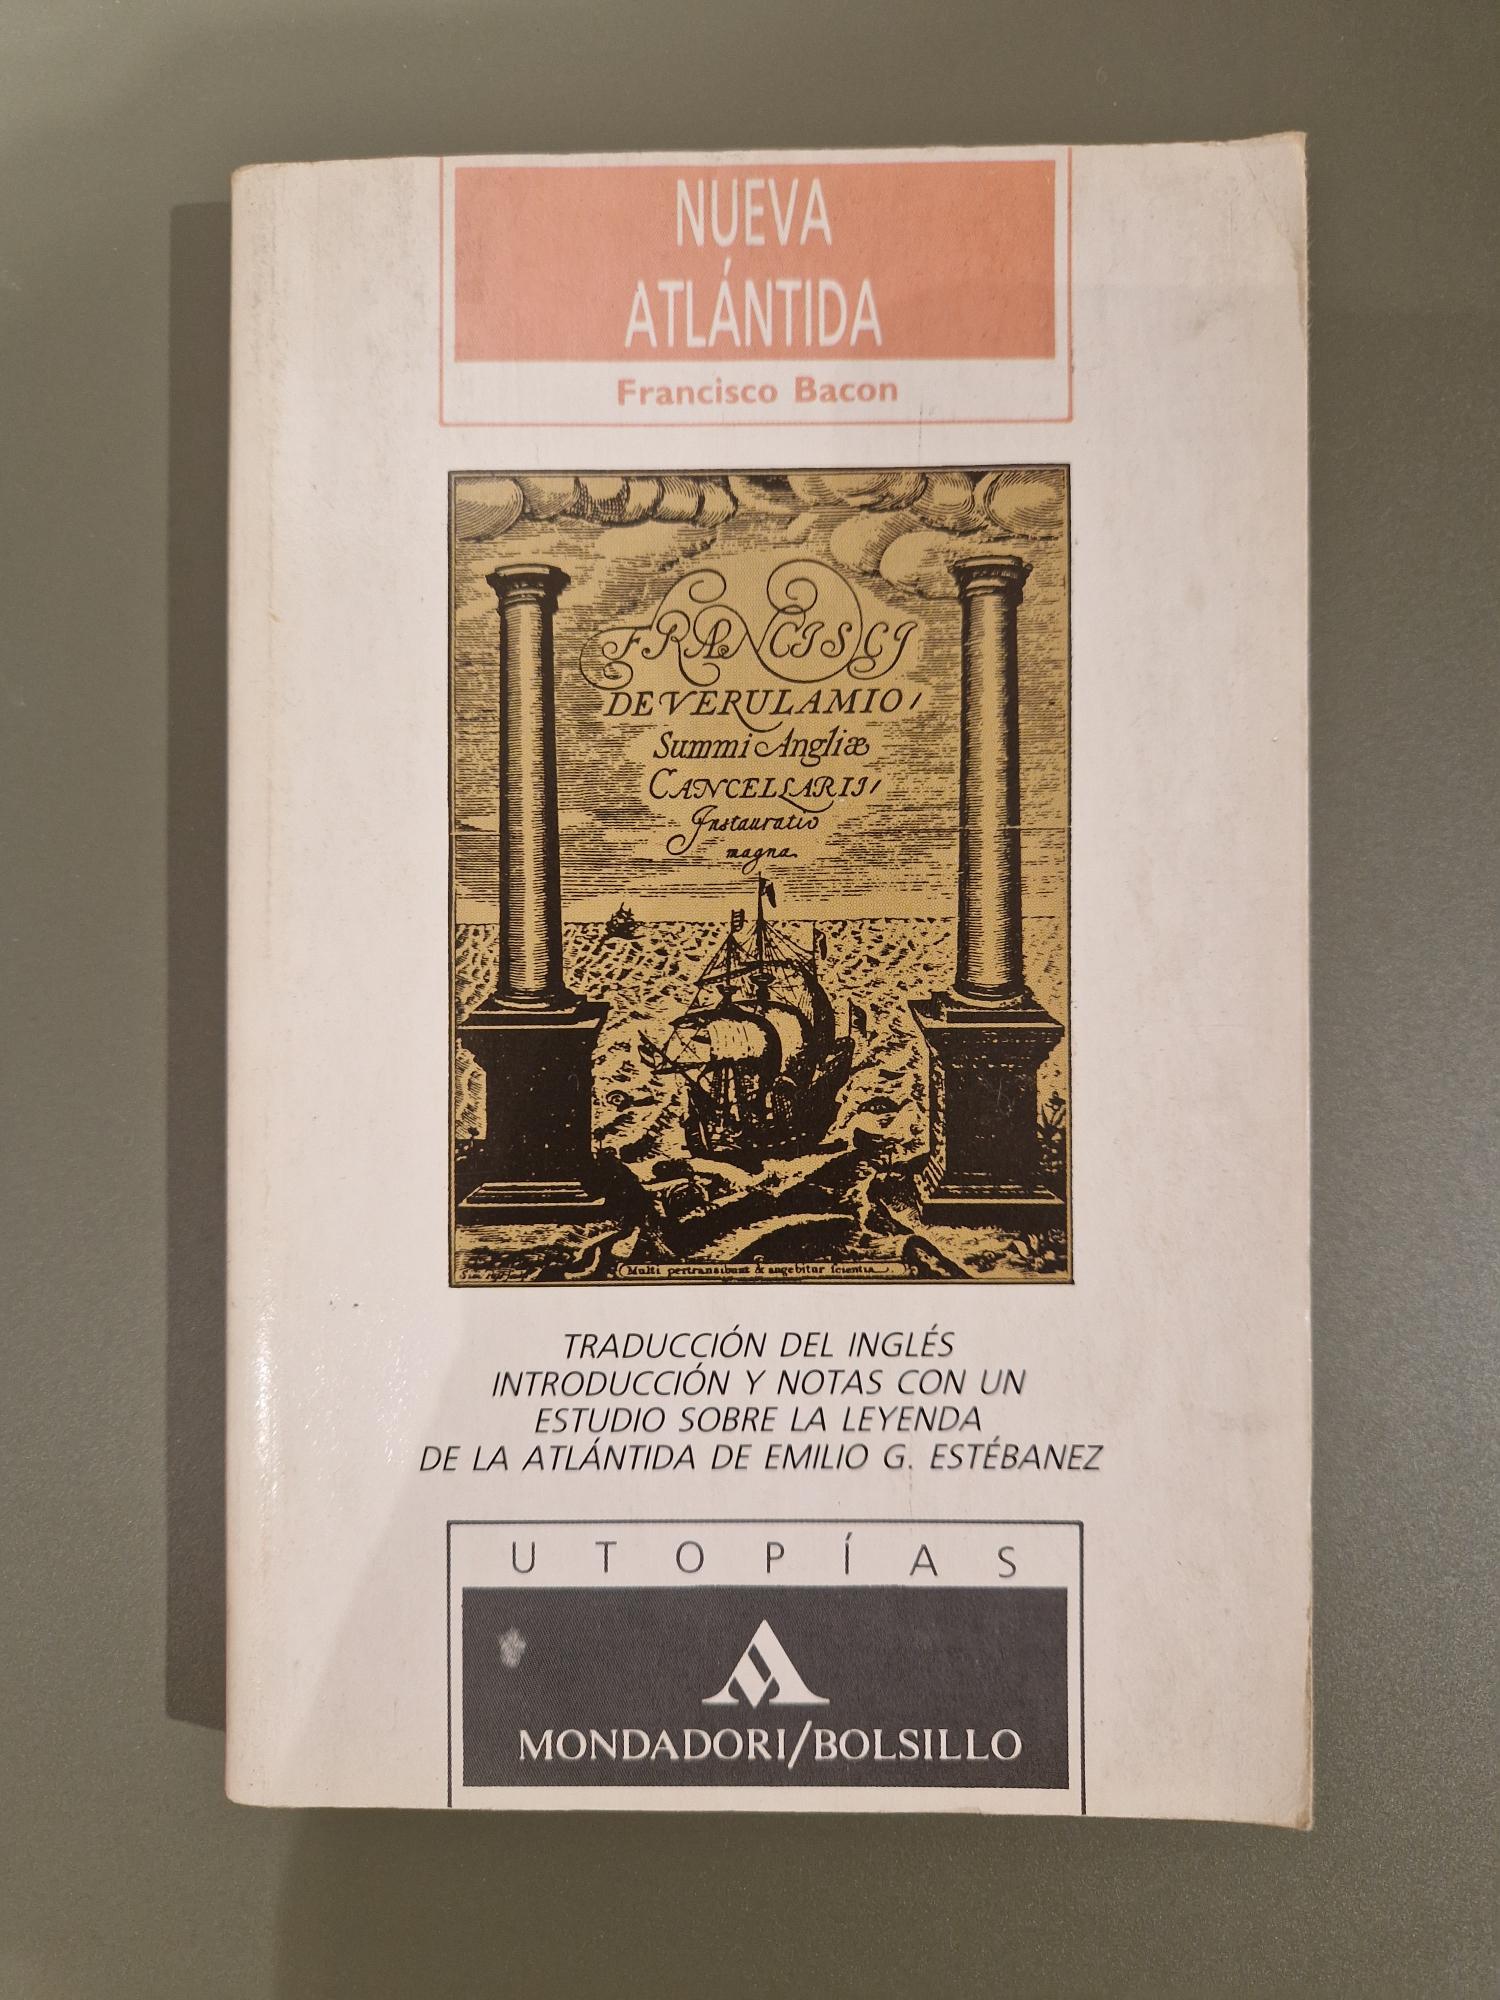 NUEVA
ATLÁNTIDA
Francisco Bacon
FRANCISCI
DE VERULAMIO/
Summi Angliæ
CANCELLARII/
Instauratio
magna.
Multi pertransibunt & augebitur scientia.
TRADUCCIÓN DEL INGLÉS
INTRODUCCIÓN Y NOTAS CON UN
ESTUDIO SOBRE LA LEYENDA
DE LA ATLÁNTIDA DE EMILIO G. ESTÉBANEZ
UTOPÍAS
MONDADORI/BOLSILLO